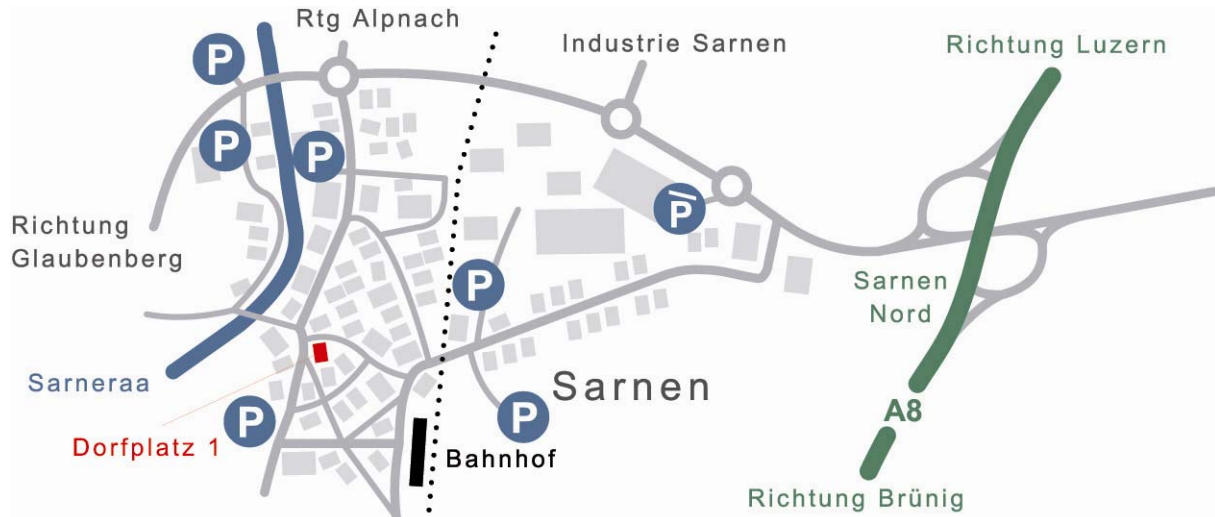 Rtg Alpnach
Industrie Sarnen
Richtung Luzern
P
P
P
P
Richtung
Glaubenberg
P
Sarnen
Nord
Sarneraa
Sarnen
P
P
A8
Dorfplatz 1
Bahnhof
Richtung Brünig